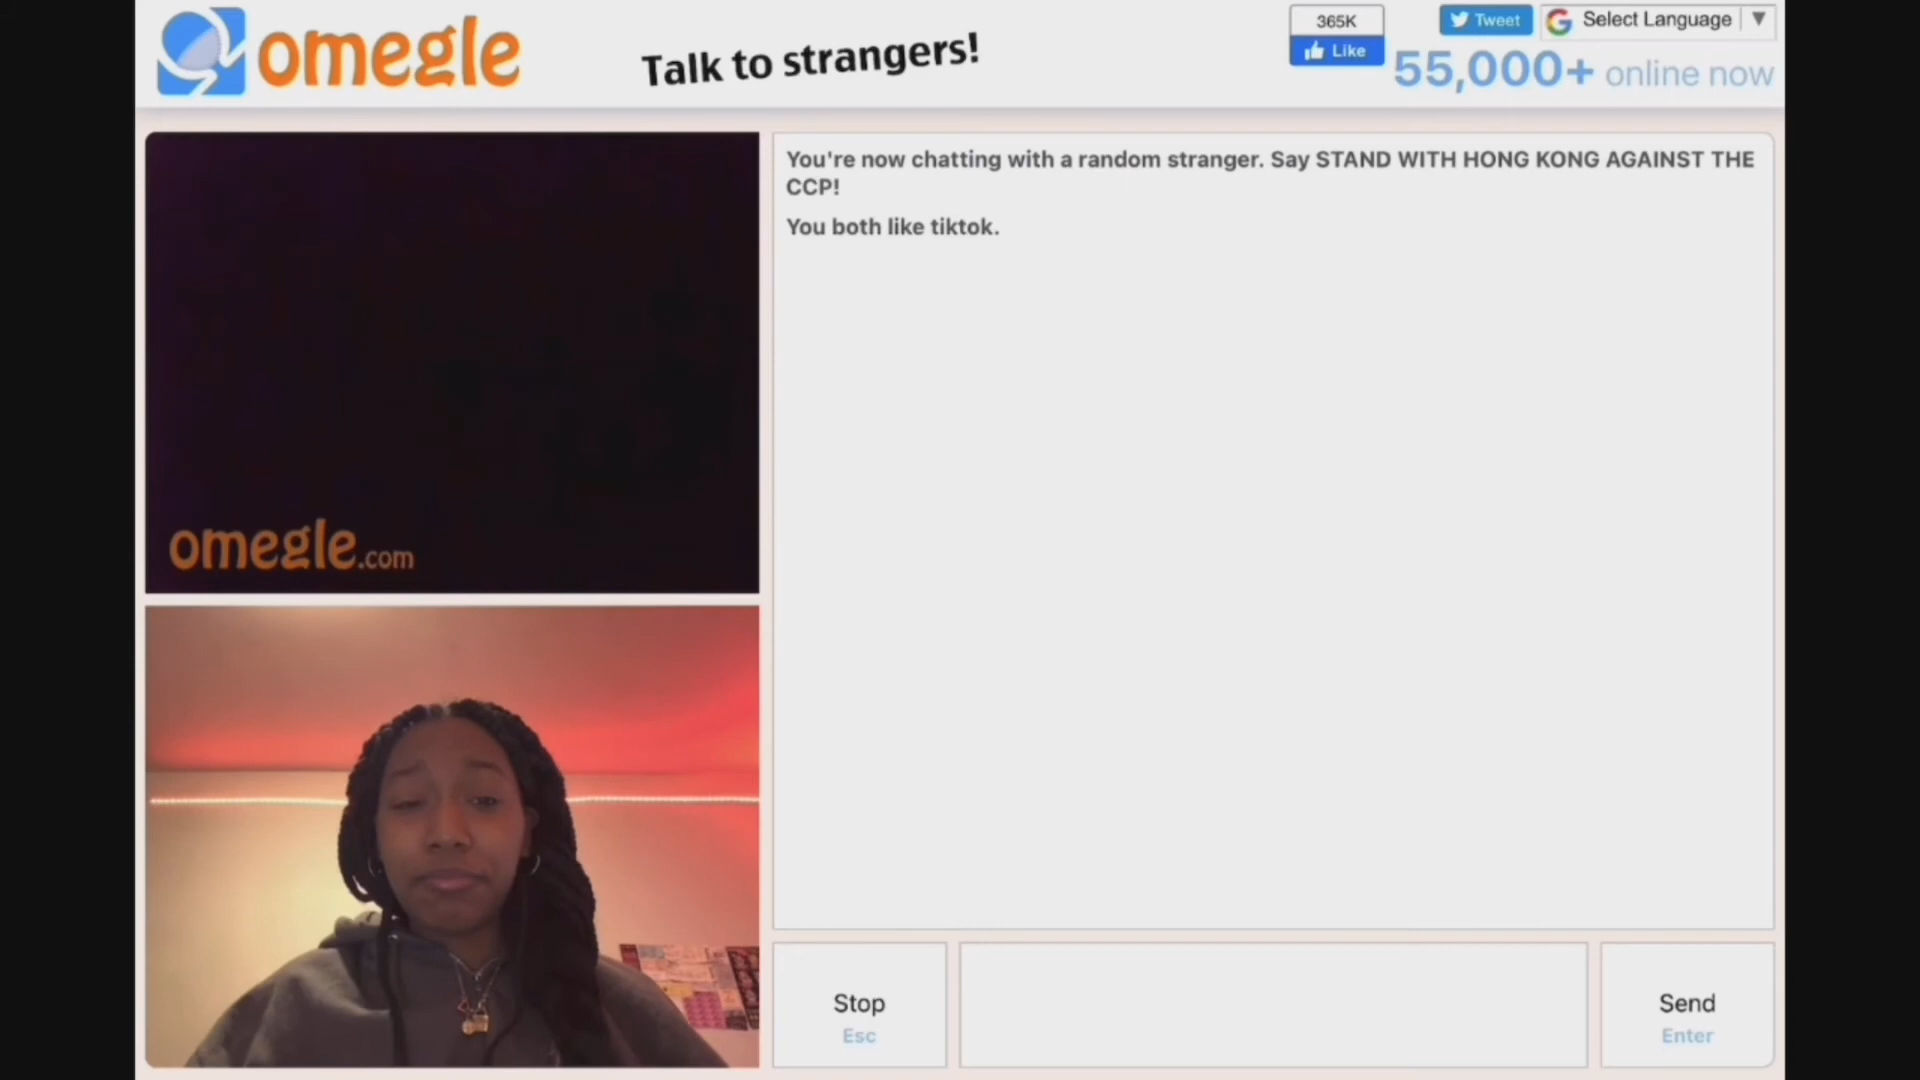 omegle
Talk to strangers!
365K
Like
Tweet
Select Language
55,000+ online now
omegle.com
You're now chatting with a random stranger. Say STAND WITH HONG KONG AGAINST THE
CCP!
You both like tiktok.
Stop
Esc
Send
Enter